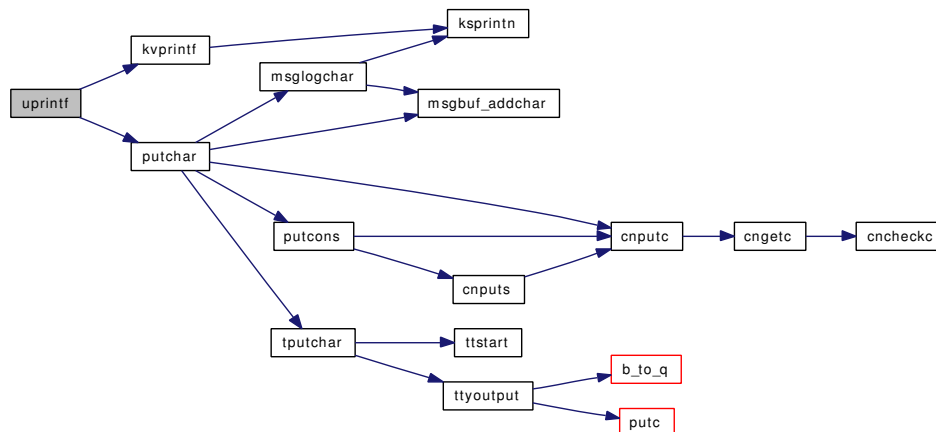 ksprintn
kvprintf
msglogchar
uprintf
msgbuf_addchar
putchar
putcons
cnputc
cngetc
cncheckc
cnputs
tputchar
ttstart
b_to_q
ttyoutput
putc